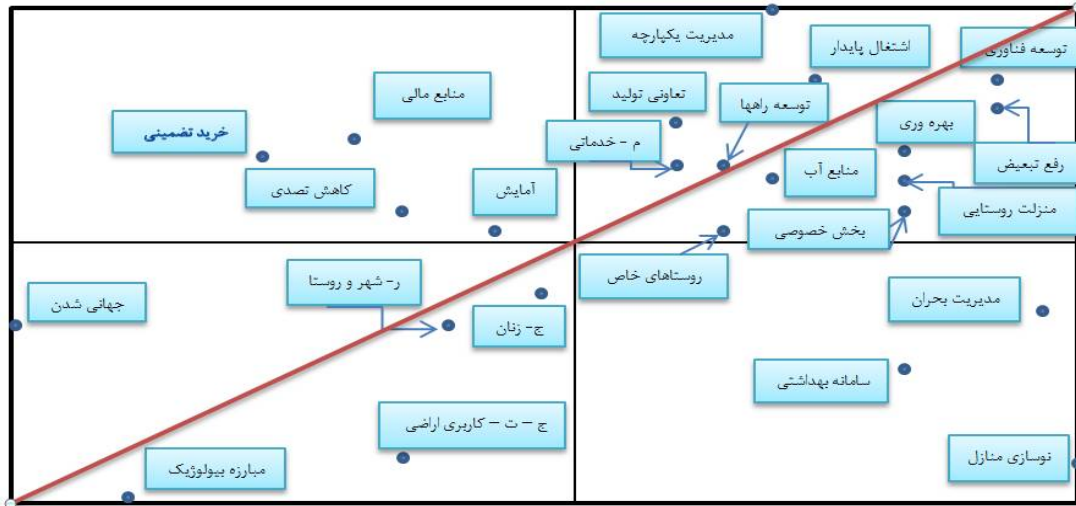 مدیریت یکپارچه
اشتغال پایدار
توسعه فناوری
منابع مالی
تعاونی تولید
توسعه راهها
بهره وری
خرید تضمینی
م - خدماتی
رفع تبعیض
منابع آب
کاهش تصدی
آمایش
منزلت روستایی
بخش خصوصی
روستاهای خاص
ر- شهر و روستا
جهانی شدن
ج- زنان
مدیریت بحران
سامانه بهداشتی
ج – ت – کاربری اراضی
مبارزه بیولوژیک
نوسازی منازل